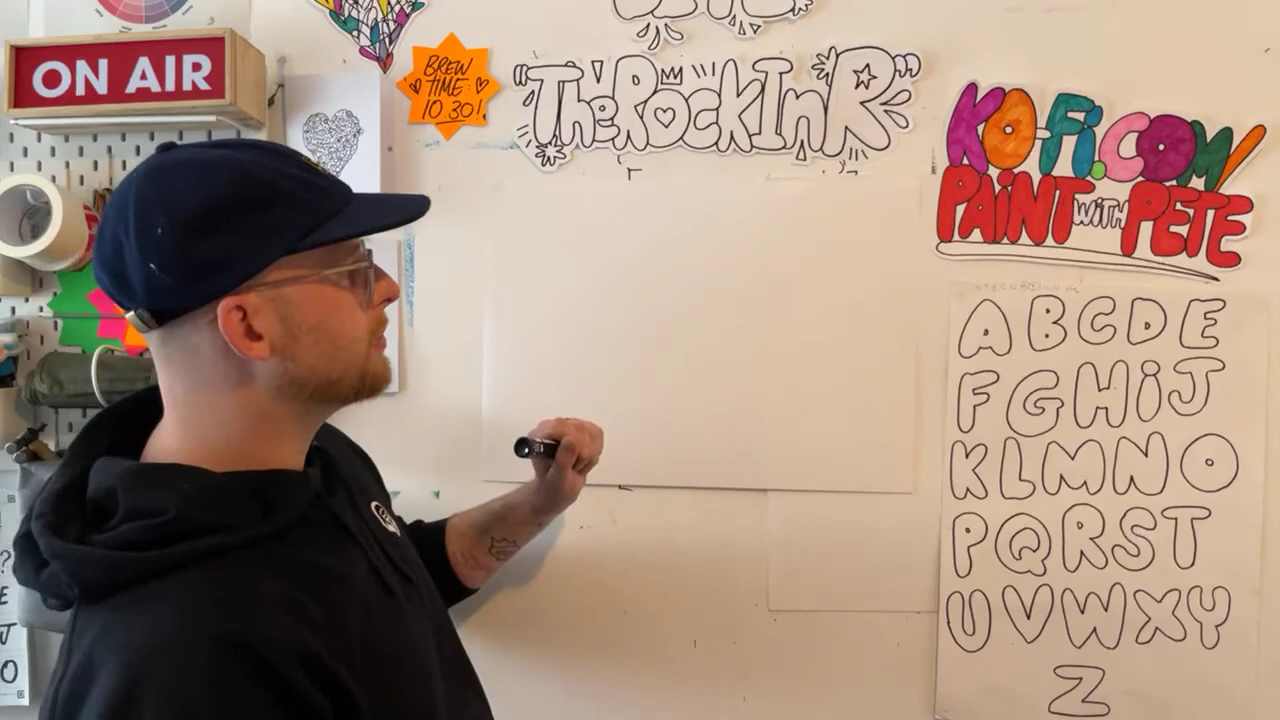 ON AIR
BREW
TIME:
10.30!
"TheRockInR"
KO-Fi.COM/
PAiNT WiTH PETE
A B C D E
F G H i J
K L M N O
P Q R S T
U V W X Y
Z